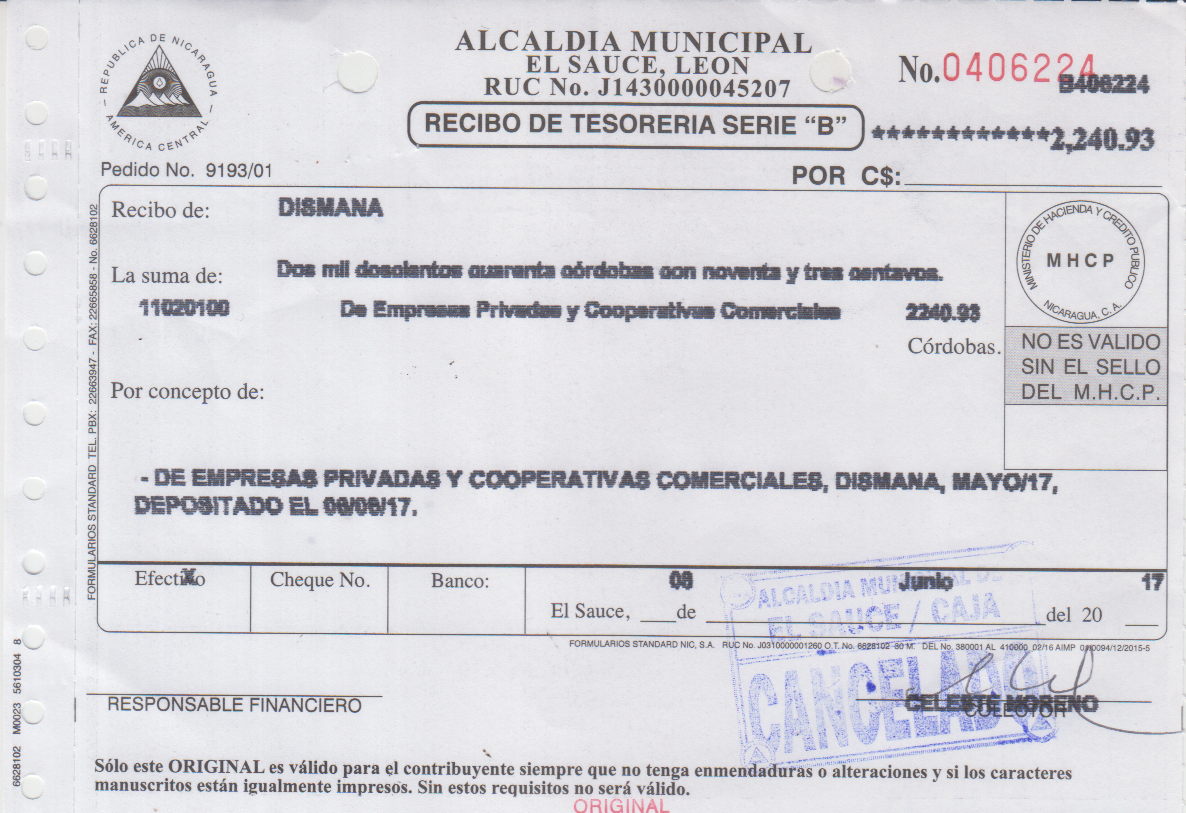 REPUBLICA DE NICARAGUA
AMERICA CENTRAL
ALCALDIA MUNICIPAL
EL SAUCE, LEON
RUC No. J1430000045207
RECIBO DE TESORERIA SERIE “B”
No. 0406224
B406224
************2,240.93
Pedido No. 9193/01
POR C$:
Recibo de: DISMANA
La suma de: Dos mil doscientos quarenta córdobas con noventa y tres centavos.
11020100 De Empresas Privadas y Cooperativas Comerciales 2240.93
Córdobas.
MINISTERIO DE HACIENDA Y CREDITO PUBLICO
MHCP
NICARAGUA, C. A.
NO ES VALIDO
SIN EL SELLO
DEL M.H.C.P.
Por concepto de:
- DE EMPRESAS PRIVADAS Y COOPERATIVAS COMERCIALES, DISMANA, MAYO/17,
DEPOSITADO EL 06/06/17.
Efectivo X Cheque No. Banco:
El Sauce, 06 de Junio del 20 17
FORMULARIOS STANDARD NIC, S.A. RUC No. J0310000001260 O.T. No. 6628102 80 M. DEL No. 380001 AL 410000 02/16 AIMP 04/0094/12/2015-5
ALCALDIA MUNICIPAL DE
EL SAUCE / CAJA
CANCELADO
CELESTE MORENO
COLECTOR
RESPONSABLE FINANCIERO
Sólo este ORIGINAL es válido para el contribuyente siempre que no tenga enmendaduras o alteraciones y si los caracteres
manuscritos están igualmente impresos. Sin estos requisitos no será válido.
ORIGINAL
FORMULARIOS STANDARD TEL. PBX: 22663947 - FAX: 22665858 - No. 6628102
6628102 M0023 5610304 8